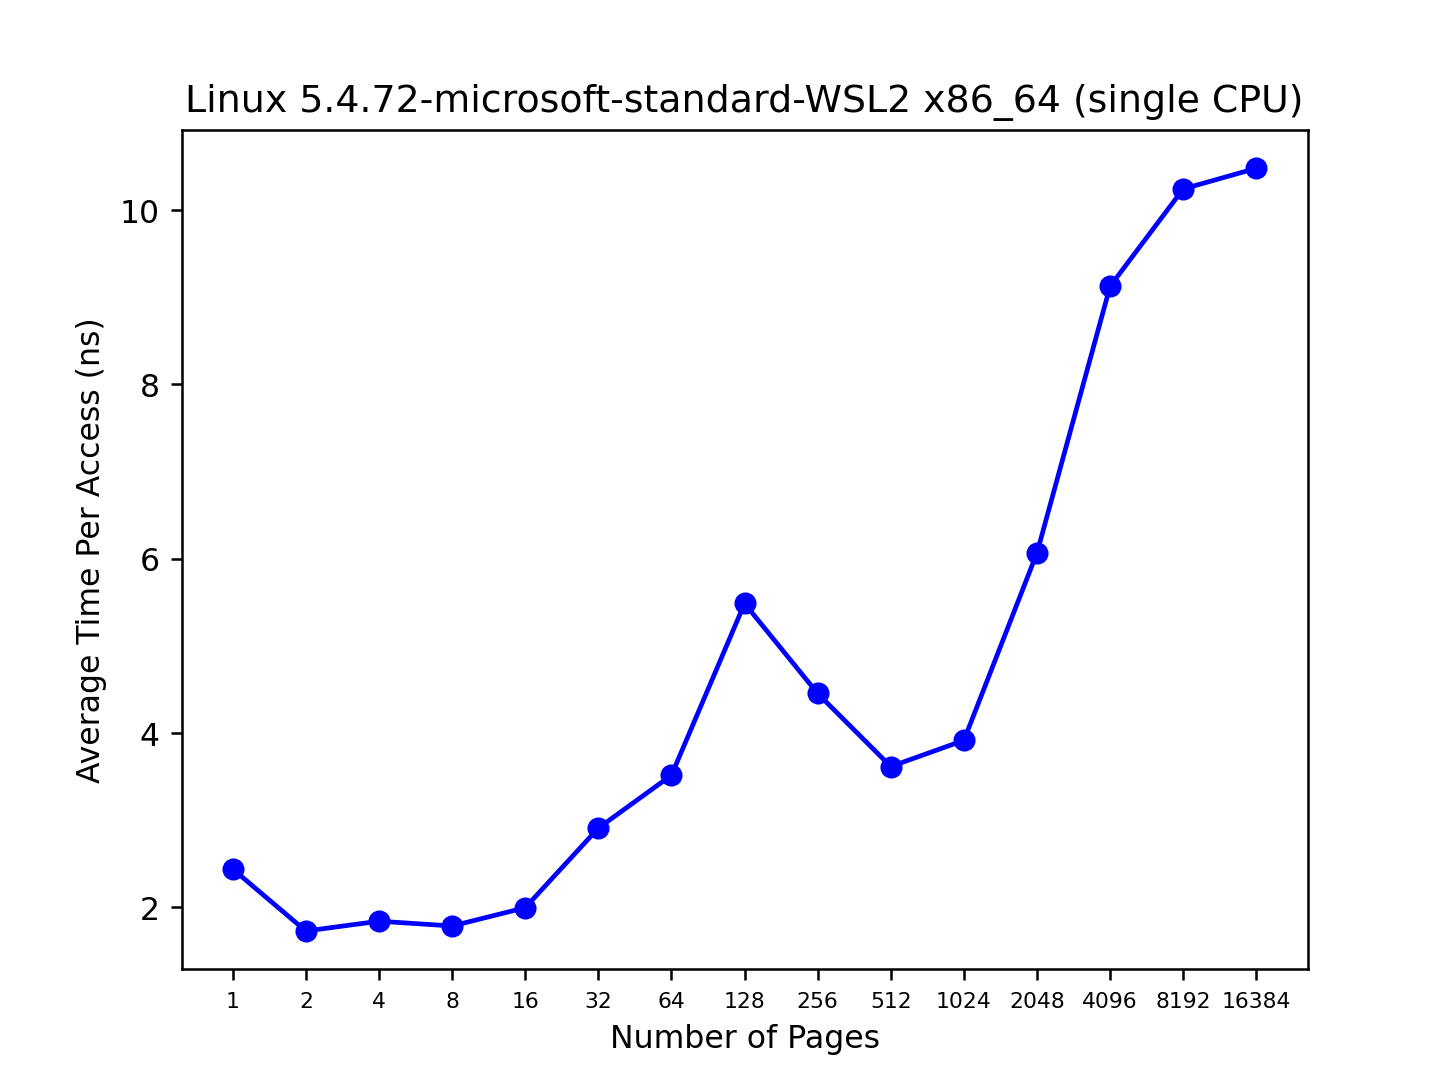 Linux 5.4.72-microsoft-standard-WSL2 x86_64 (single CPU)
Average Time Per Access (ns)
10
8
6
4
2
1 2 4 8 16 32 64 128 256 512 1024 2048 4096 8192 16384
Number of Pages